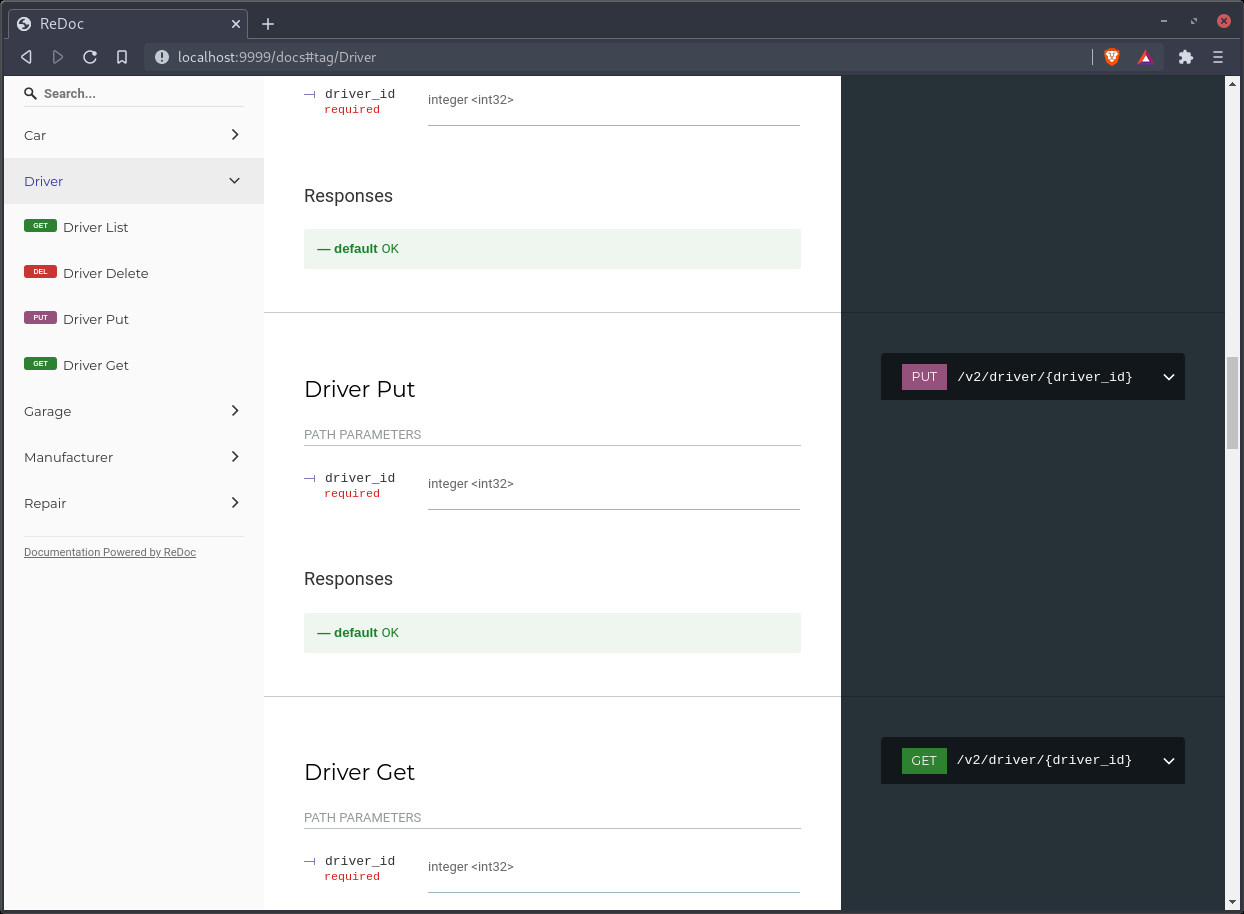 ReDoc
localhost:9999/docs#tag/Driver
Search...
Car
Driver
GET Driver List
DEL Driver Delete
PUT Driver Put
GET Driver Get
Garage
Manufacturer
Repair
Documentation Powered by ReDoc
driver_id integer <int32>
required
Responses
— default OK
Driver Put
PUT /v2/driver/{driver_id}
PATH PARAMETERS
driver_id integer <int32>
required
Responses
— default OK
Driver Get
GET /v2/driver/{driver_id}
PATH PARAMETERS
driver_id integer <int32>
required